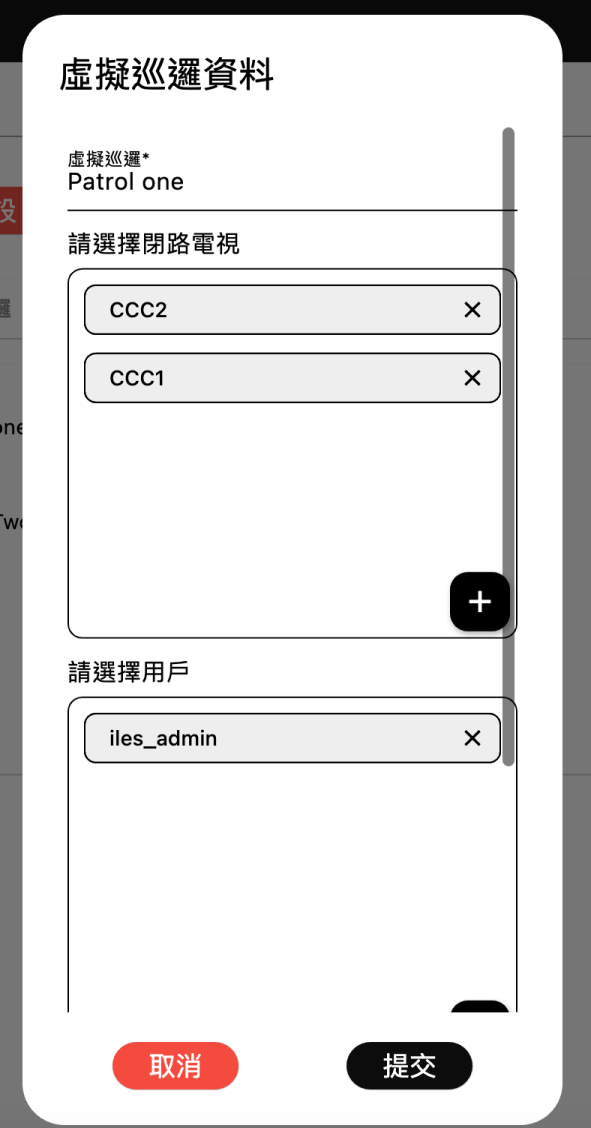 虛擬巡邏資料
虛擬巡邏*
Patrol one
請選擇閉路電視
CCC2
CCC1
請選擇用戶
iles_admin
取消
提交